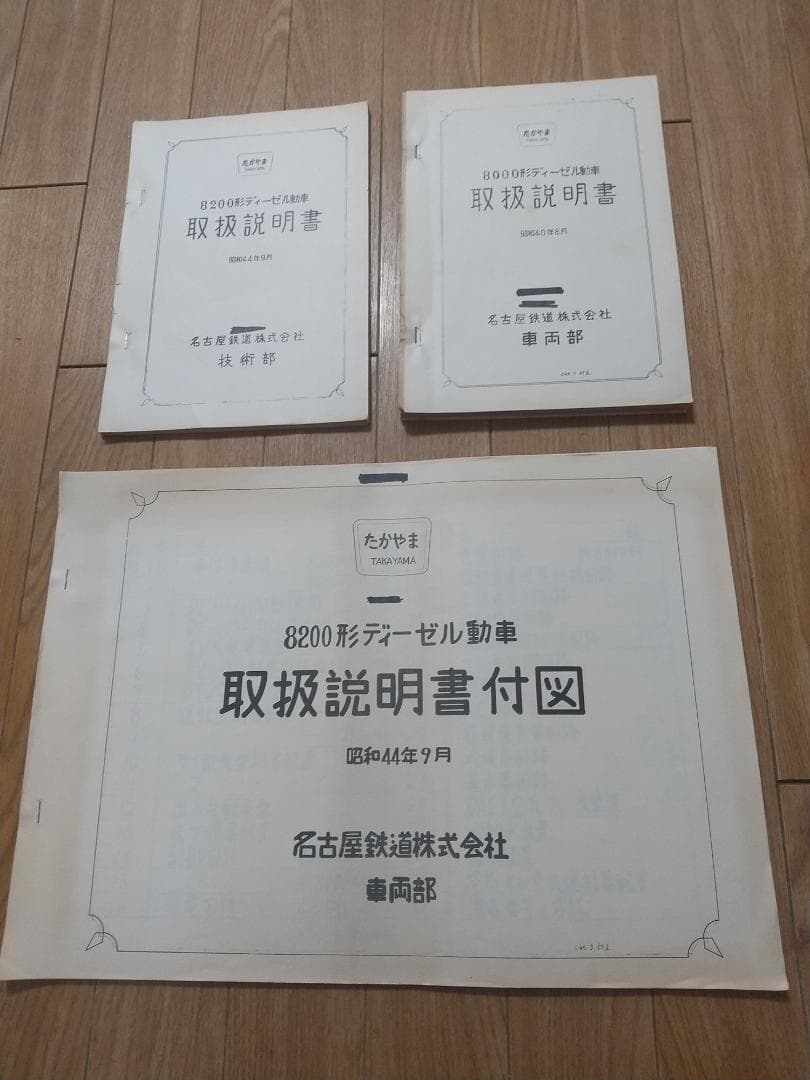 たかやま
TAKAYAMA
8200形ディーゼル動車
取扱説明書
昭和44年9月
名古屋鉄道株式会社
技術部
たかやま
TAKAYAMA
8000形ディーゼル動車
取扱説明書
昭和40年8月
名古屋鉄道株式会社
車両部
たかやま
TAKAYAMA
8200形ディーゼル動車
取扱説明書付図
昭和44年9月
名古屋鉄道株式会社
車両部